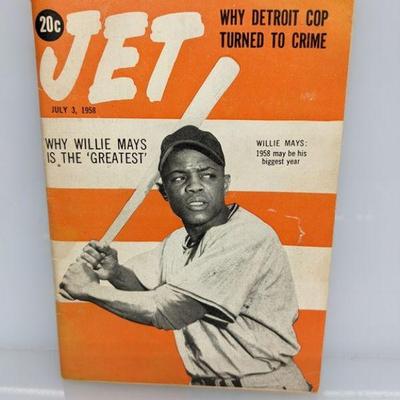 20c
JET
WHY DETROIT COP
TURNED TO CRIME
JULY 3, 1958
WHY WILLIE MAYS
IS THE 'GREATEST'
WILLIE MAYS:
1958 may be his
biggest year